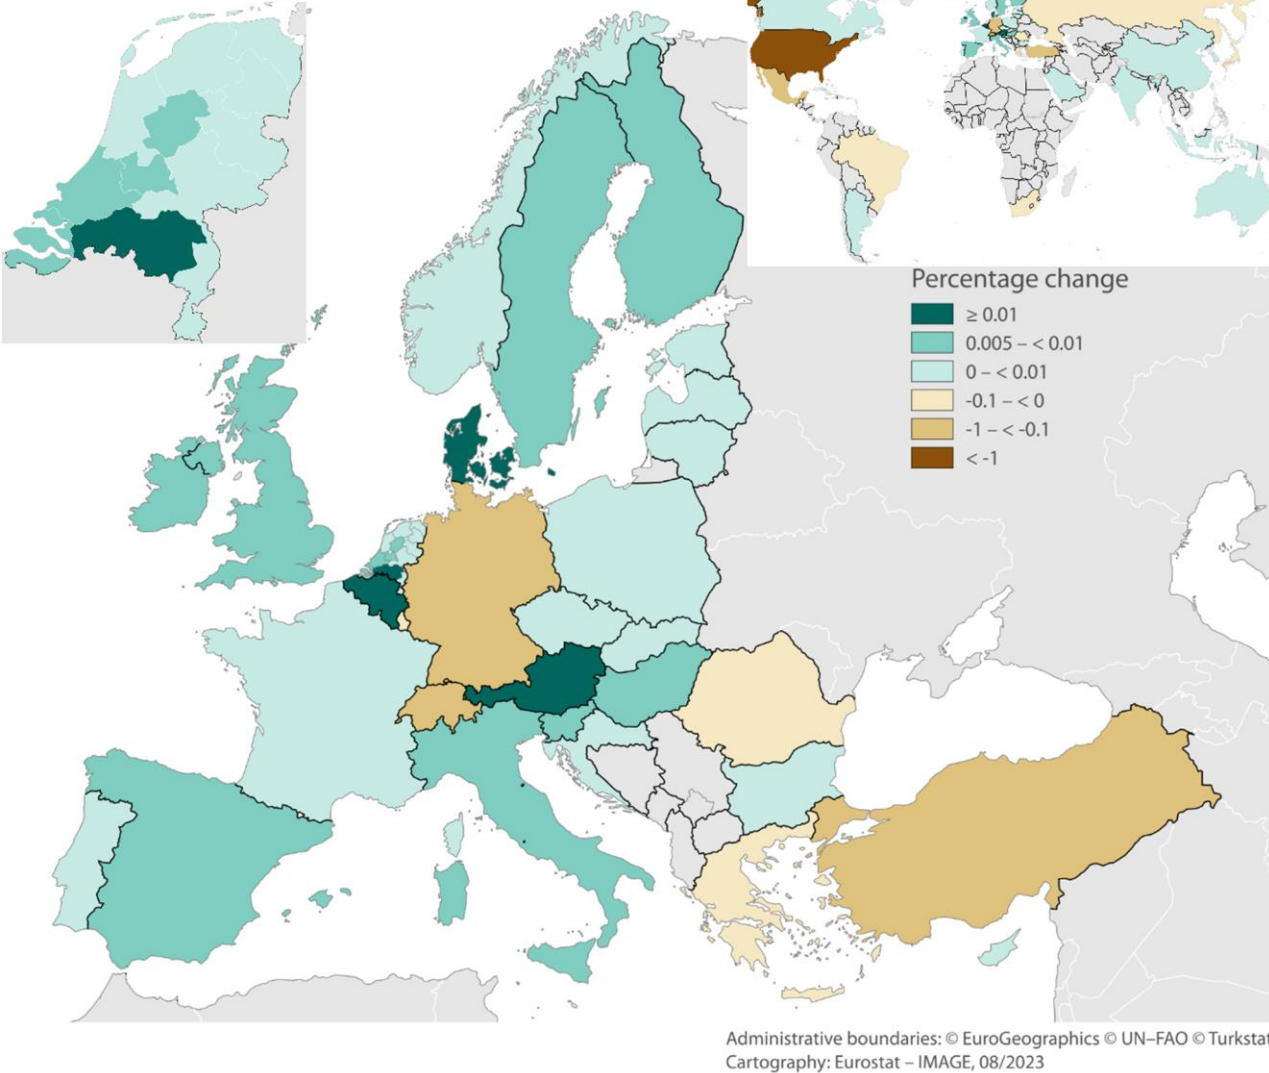 Percentage change
≥ 0.01
0.005 – < 0.01
0 – < 0.01
-0.1 – < 0
-1 – < -0.1
< -1
Administrative boundaries: © EuroGeographics © UN–FAO © Turkstat
Cartography: Eurostat – IMAGE, 08/2023